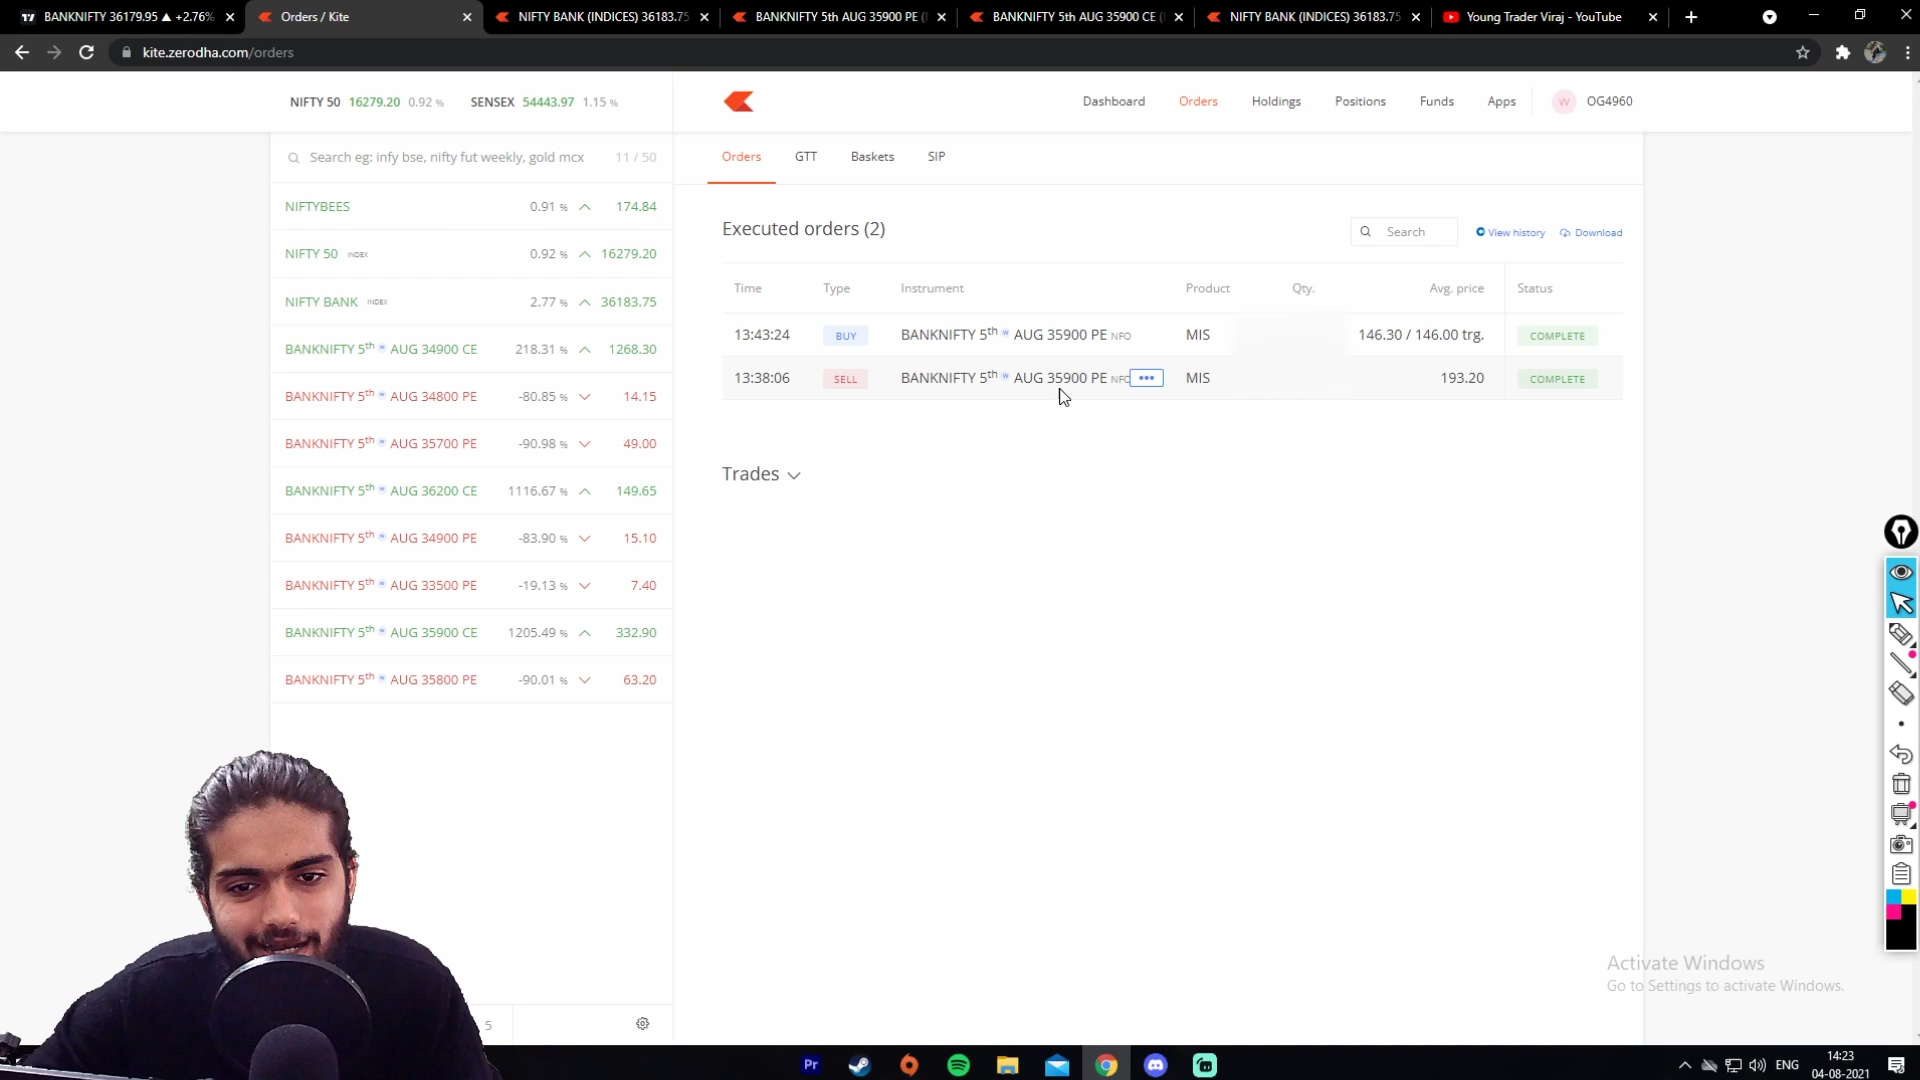 BANKNIFTY 36179.95 ▲ +2.76%
Orders / Kite
NIFTY BANK (INDICES) 36183.75
BANKNIFTY 5th AUG 35900 PE (
BANKNIFTY 5th AUG 35900 CE (
NIFTY BANK (INDICES) 36183.75
Young Trader Viraj - YouTube
kite.zerodha.com/orders
NIFTY 50 16279.20 0.92 % SENSEX 54443.97 1.15 %
Dashboard Orders Holdings Positions Funds Apps W OG4960
Search eg: infy bse, nifty fut weekly, gold mcx 11 / 50
Orders GTT Baskets SIP
NIFTYBEES 0.91 % 174.84
NIFTY 50 INDEX 0.92 % 16279.20
NIFTY BANK INDEX 2.77 % 36183.75
BANKNIFTY 5th w AUG 34900 CE 218.31 % 1268.30
BANKNIFTY 5th w AUG 34800 PE -80.85 % 14.15
BANKNIFTY 5th w AUG 35700 PE -90.98 % 49.00
BANKNIFTY 5th w AUG 36200 CE 1116.67 % 149.65
BANKNIFTY 5th w AUG 34900 PE -83.90 % 15.10
BANKNIFTY 5th w AUG 33500 PE -19.13 % 7.40
BANKNIFTY 5th w AUG 35900 CE 1205.49 % 332.90
BANKNIFTY 5th w AUG 35800 PE -90.01 % 63.20
5
Executed orders (2)
Search View history Download
Time Type Instrument Product Qty. Avg. price Status
13:43:24 BUY BANKNIFTY 5th w AUG 35900 PE NFO MIS 146.30 / 146.00 trg. COMPLETE
13:38:06 SELL BANKNIFTY 5th w AUG 35900 PE NFO MIS 193.20 COMPLETE
Trades
Activate Windows
Go to Settings to activate Windows.
Pr
ENG
14:23
04-08-2021